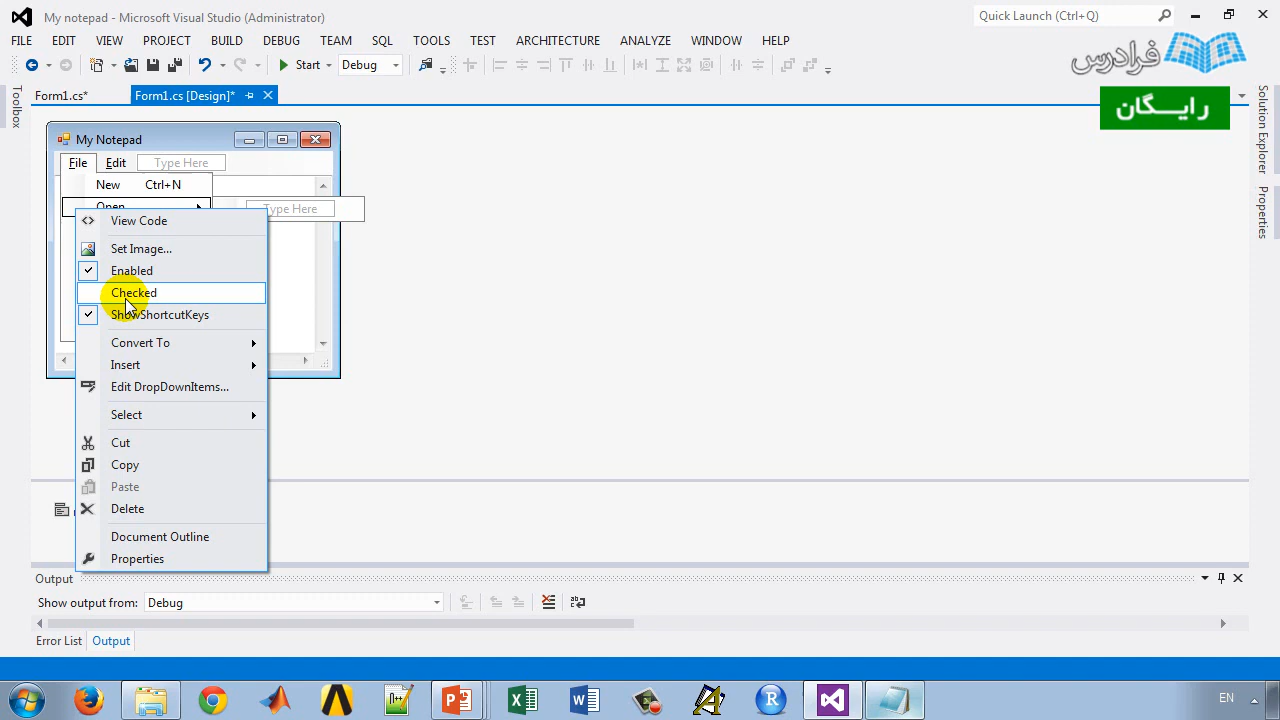 My notepad - Microsoft Visual Studio (Administrator)
Quick Launch (Ctrl+Q)
FILE EDIT VIEW PROJECT BUILD DEBUG TEAM SQL TOOLS TEST ARCHITECTURE ANALYZE WINDOW HELP
Start Debug
فرادرس
رایگان
Form1.cs* Form1.cs [Design]*
Toolbox
Solution Explorer
Properties
My Notepad
File Edit Type Here
New Ctrl+N
Open Type Here
View Code
Set Image...
Enabled
Checked
ShowShortcutKeys
Convert To
Insert
Edit DropDownItems...
Select
Cut
Copy
Paste
Delete
Document Outline
Properties
Output
Show output from: Debug
Error List Output
EN